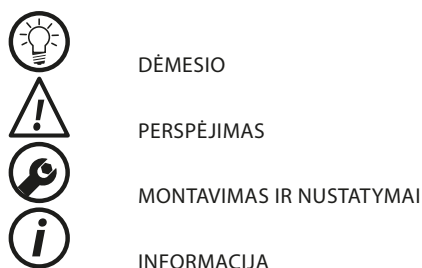 DĖMESIO
PERSPĖJIMAS
MONTAVIMAS IR NUSTATYMAI
INFORMACIJA